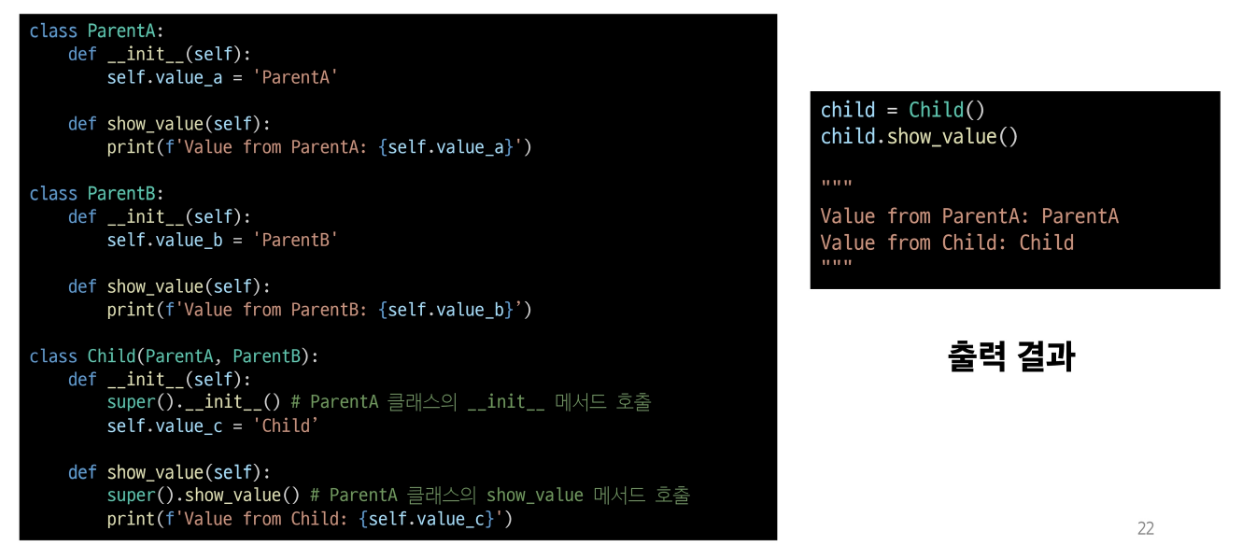 class ParentA:
    def __init__(self):
        self.value_a = 'ParentA'

    def show_value(self):
        print(f'Value from ParentA: {self.value_a}')

class ParentB:
    def __init__(self):
        self.value_b = 'ParentB'

    def show_value(self):
        print(f'Value from ParentB: {self.value_b}’)

class Child(ParentA, ParentB):
    def __init__(self):
        super().__init__() # ParentA 클래스의 __init__ 메서드 호출
        self.value_c = 'Child’

    def show_value(self):
        super().show_value() # ParentA 클래스의 show_value 메서드 호출
        print(f'Value from Child: {self.value_c}')

child = Child()
child.show_value()

"""
Value from ParentA: ParentA
Value from Child: Child
"""

출력 결과
22